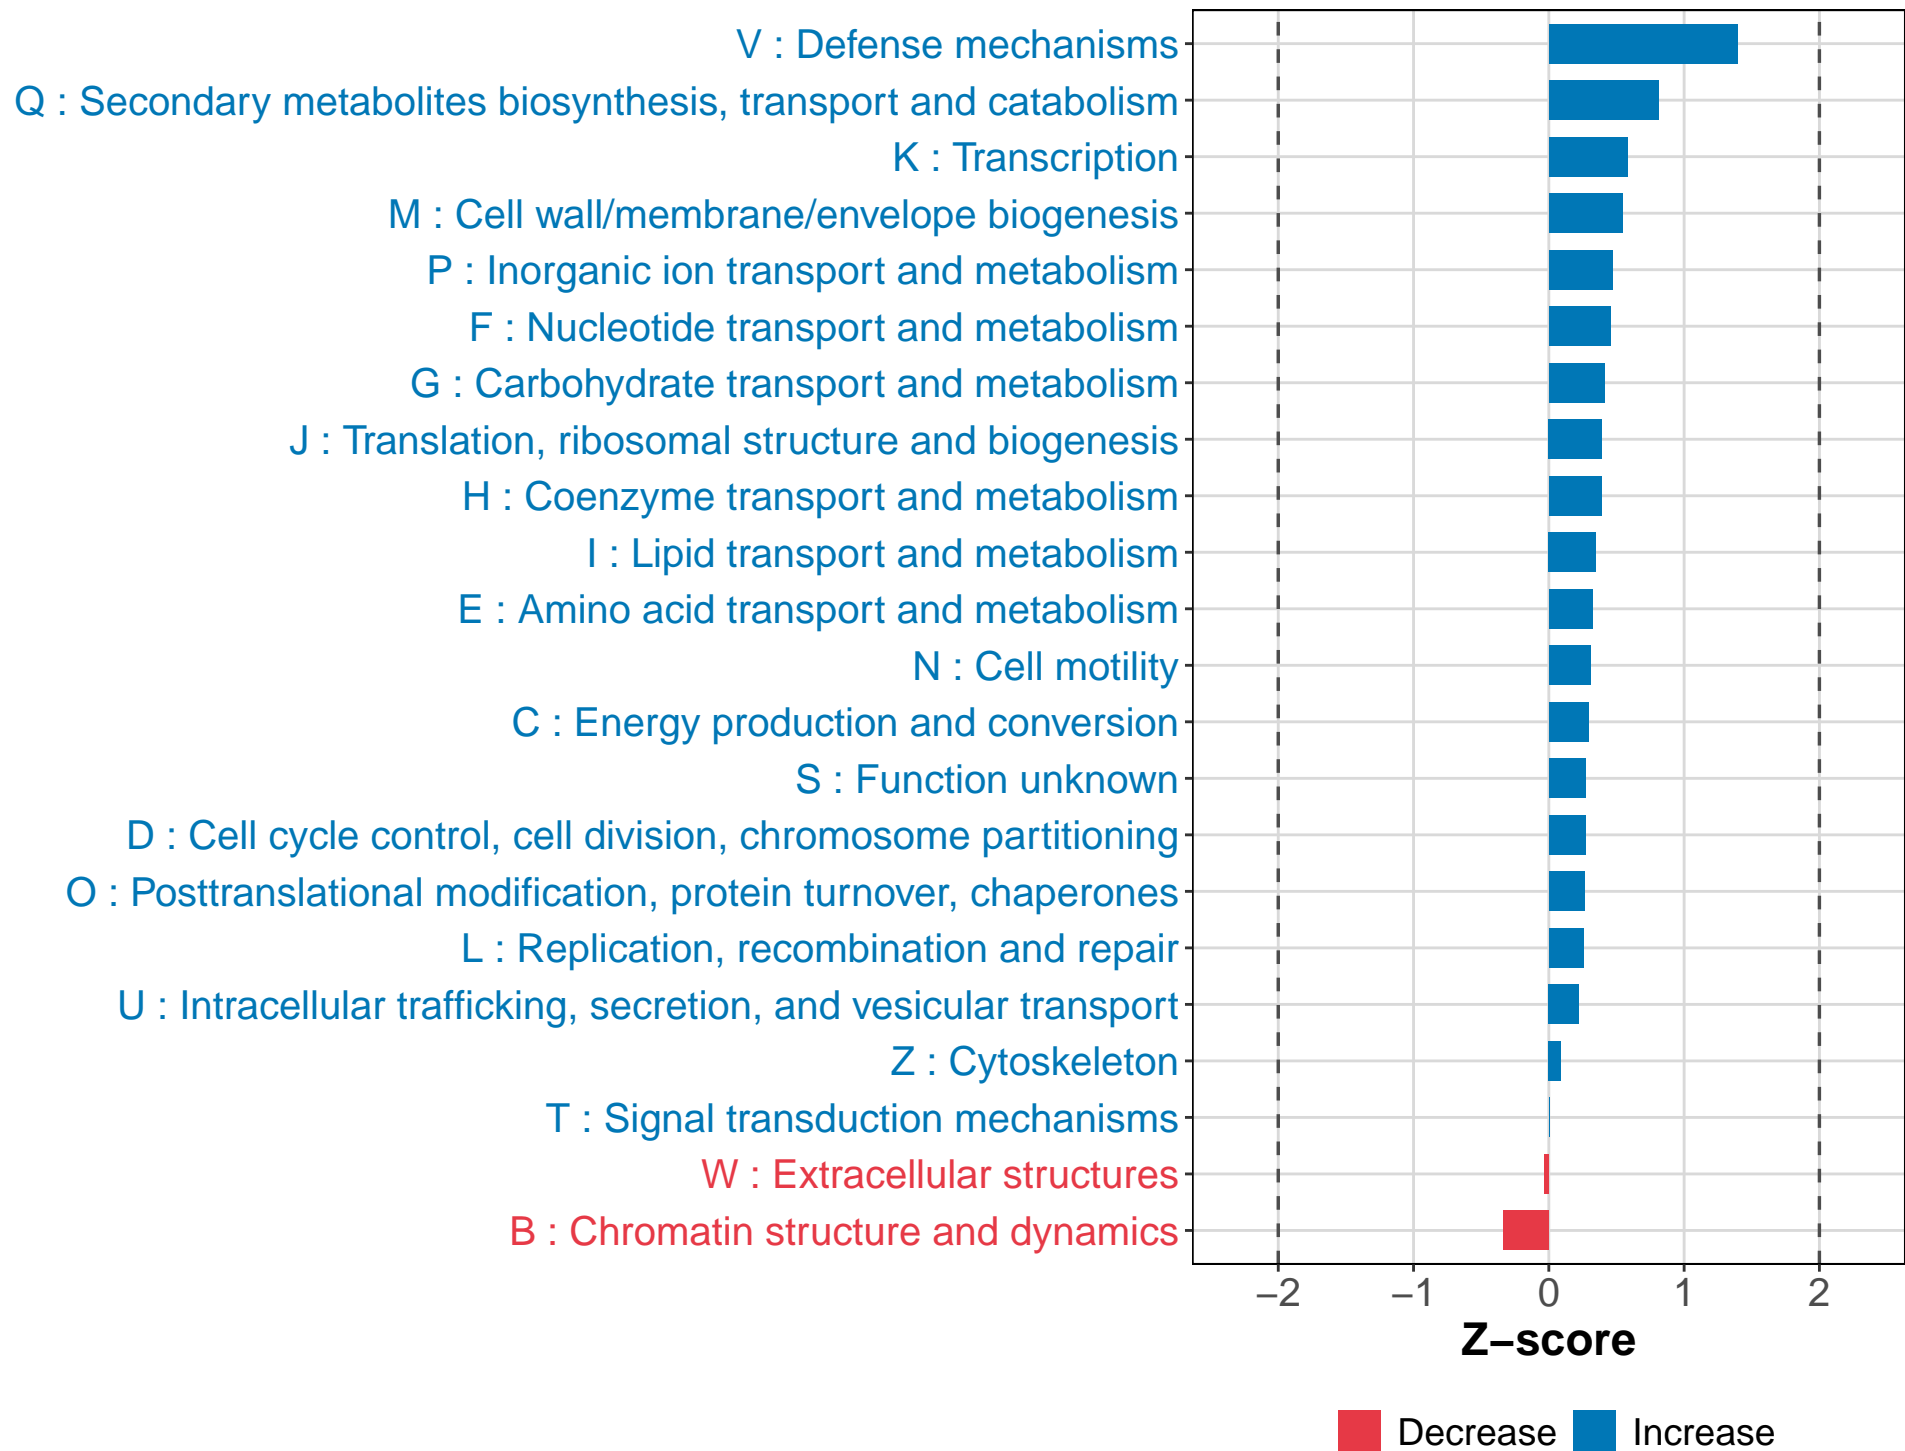 V : Defense mechanisms
Q : Secondary metabolites biosynthesis, transport and catabolism
K : Transcription
M : Cell wall/membrane/envelope biogenesis
P : Inorganic ion transport and metabolism
F : Nucleotide transport and metabolism
G : Carbohydrate transport and metabolism
J : Translation, ribosomal structure and biogenesis
H : Coenzyme transport and metabolism
I : Lipid transport and metabolism
E : Amino acid transport and metabolism
N : Cell motility
C : Energy production and conversion
S : Function unknown
D : Cell cycle control, cell division, chromosome partitioning
O : Posttranslational modification, protein turnover, chaperones
L : Replication, recombination and repair
U : Intracellular trafficking, secretion, and vesicular transport
Z : Cytoskeleton
T : Signal transduction mechanisms
W : Extracellular structures
B : Chromatin structure and dynamics
−2 −1 0 1 2
Z−score
Decrease Increase